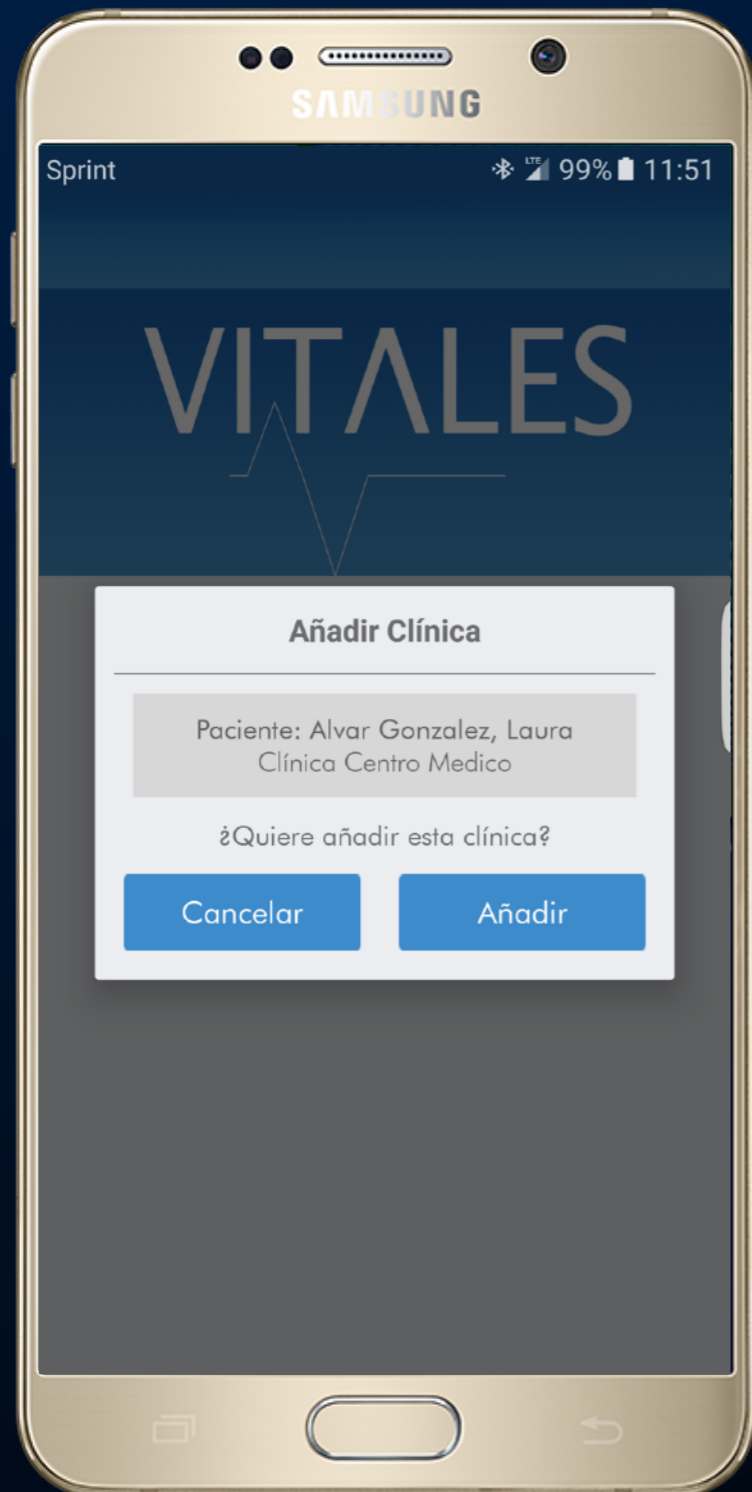 SAMSUNG
Sprint LTE 99% 11:51
VITALES
Añadir Clínica
Paciente: Alvar Gonzalez, Laura
Clínica Centro Medico
¿Quiere añadir esta clínica?
Cancelar Añadir